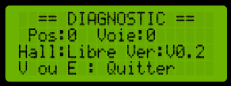 == DIAGNOSTIC ==
Pos:0 Voie:0
Hall:Libre Ver:V0.2
V ou E : Quitter